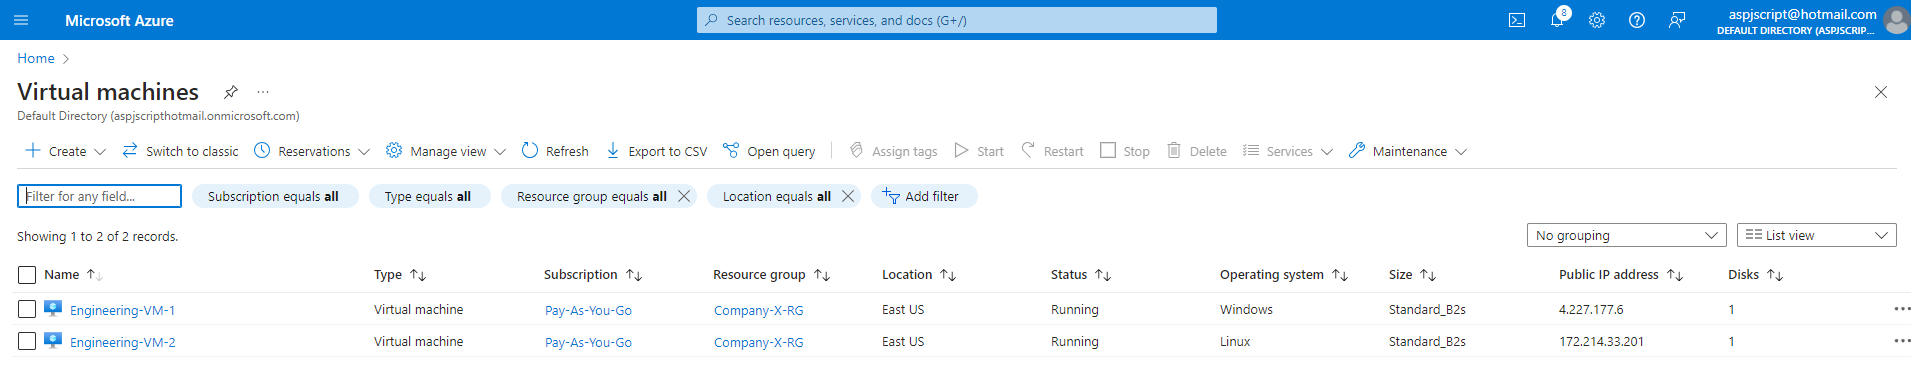 Microsoft Azure
Search resources, services, and docs (G+/)
8
aspjscript@hotmail.com
DEFAULT DIRECTORY (ASPJSCRIP...
Home
Virtual machines ...
Default Directory (aspjscripthotmail.onmicrosoft.com)
Create Switch to classic Reservations Manage view Refresh Export to CSV Open query Assign tags Start Restart Stop Delete Services Maintenance
Filter for any field... Subscription equals all Type equals all Resource group equals all Location equals all Add filter
Showing 1 to 2 of 2 records. No grouping List view
Name Type Subscription Resource group Location Status Operating system Size Public IP address Disks
Engineering-VM-1 Virtual machine Pay-As-You-Go Company-X-RG East US Running Windows Standard_B2s 4.227.177.6 1 ...
Engineering-VM-2 Virtual machine Pay-As-You-Go Company-X-RG East US Running Linux Standard_B2s 172.214.33.201 1 ...